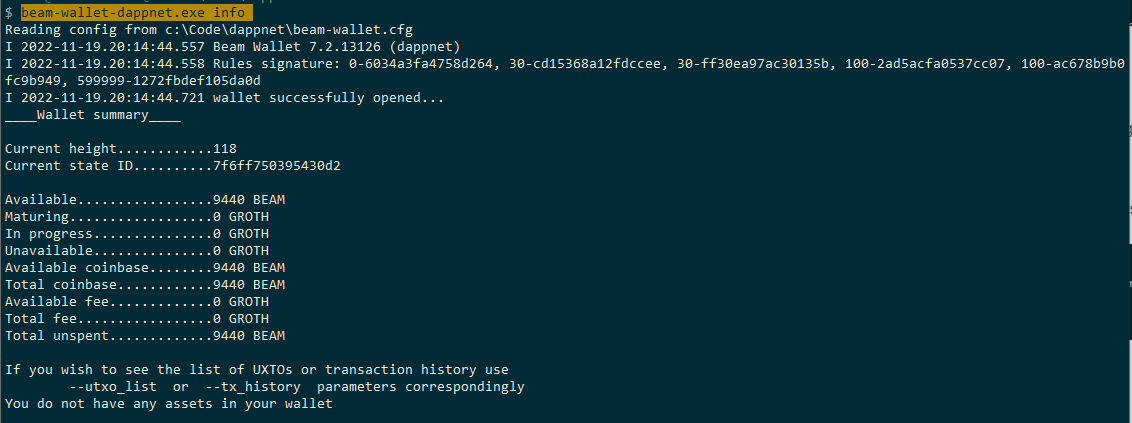 $ beam-wallet-dappnet.exe info
Reading config from c:\Code\dappnet\beam-wallet.cfg
I 2022-11-19.20:14:44.557 Beam Wallet 7.2.13126 (dappnet)
I 2022-11-19.20:14:44.558 Rules signature: 0-6034a3fa4758d264, 30-cd15368a12fdccee, 30-ff30ea97ac30135b, 100-2ad5acfa0537cc07, 100-ac678b9b0
fc9b949, 599999-1272fbdef105da0d
I 2022-11-19.20:14:44.721 wallet successfully opened...
____Wallet summary____
Current height............118
Current state ID..........7f6ff750395430d2
Available.................9440 BEAM
Maturing..................0 GROTH
In progress...............0 GROTH
Unavailable...............0 GROTH
Available coinbase........9440 BEAM
Total coinbase............9440 BEAM
Available fee.............0 GROTH
Total fee.................0 GROTH
Total unspent.............9440 BEAM
If you wish to see the list of UXTOs or transaction history use
--utxo_list  or  --tx_history  parameters correspondingly
You do not have any assets in your wallet